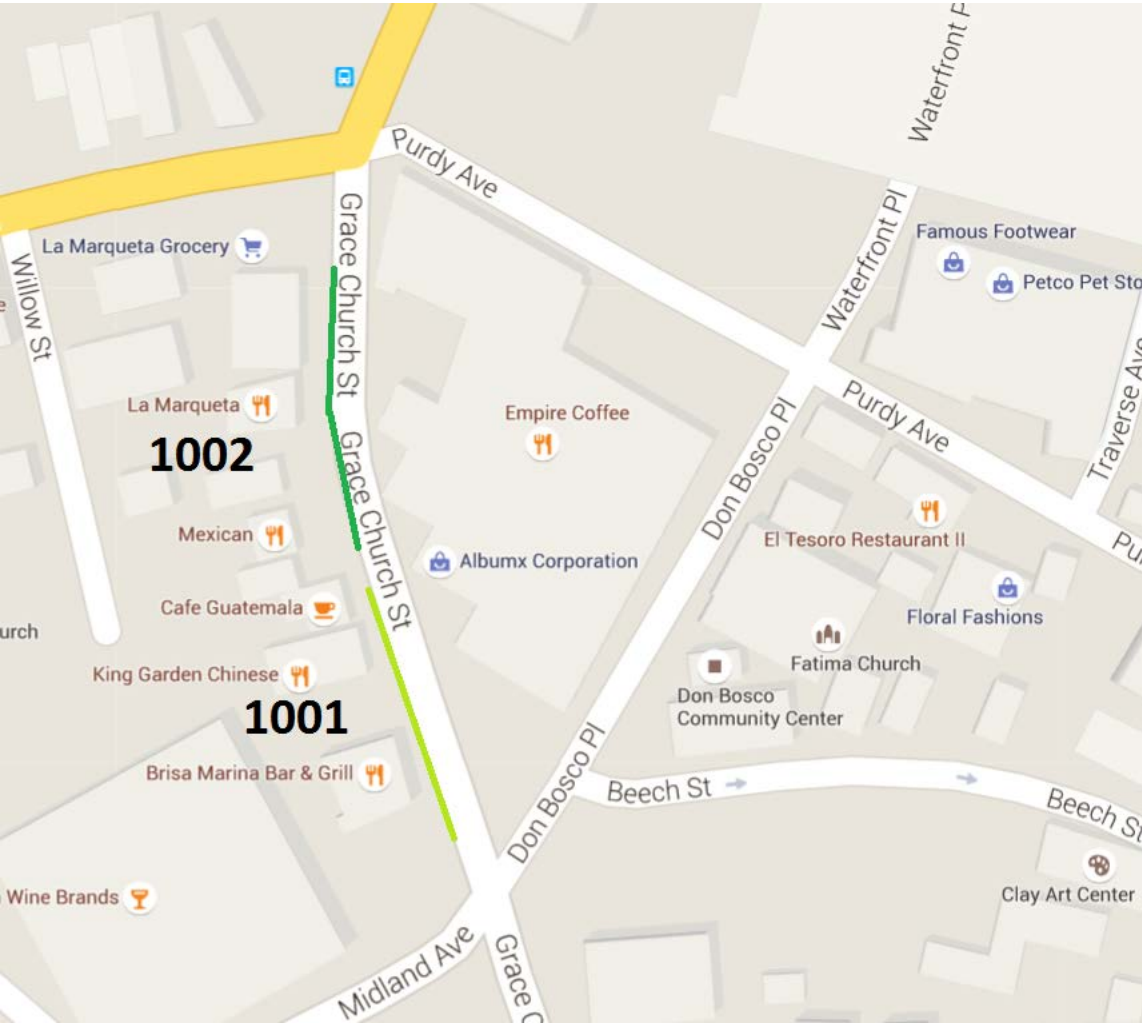 Waterfront P
Purdy Ave
Grace Church St
Waterfront Pl
Famous Footwear
La Marqueta Grocery
Petco Pet Sto
Willow St
e
Traverse Ave
La Marqueta
Empire Coffee
Purdy Ave
1002
Grace Church St
Don Bosco Pl
Mexican
El Tesoro Restaurant II
Pu
Albumx Corporation
Cafe Guatemala
Floral Fashions
urch
Fatima Church
King Garden Chinese
Don Bosco
Community Center
1001
Brisa Marina Bar & Grill
Don Bosco Pl
Beech St
Beech St
Wine Brands
Clay Art Center
Midland Ave
Grace C